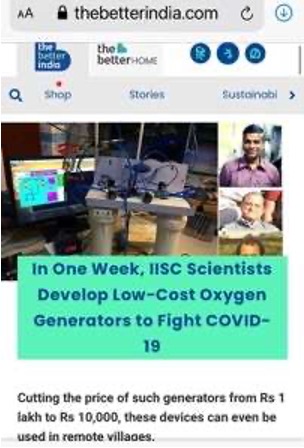 AA thebetterindia.com
the better india
the better HOME
Shop Stories Sustainabi
In One Week, IISC Scientists
Develop Low-Cost Oxygen
Generators to Fight COVID-
19
Cutting the price of such generators from Rs 1
lakh to Rs 10,000, these devices can even be
used in remote villages.